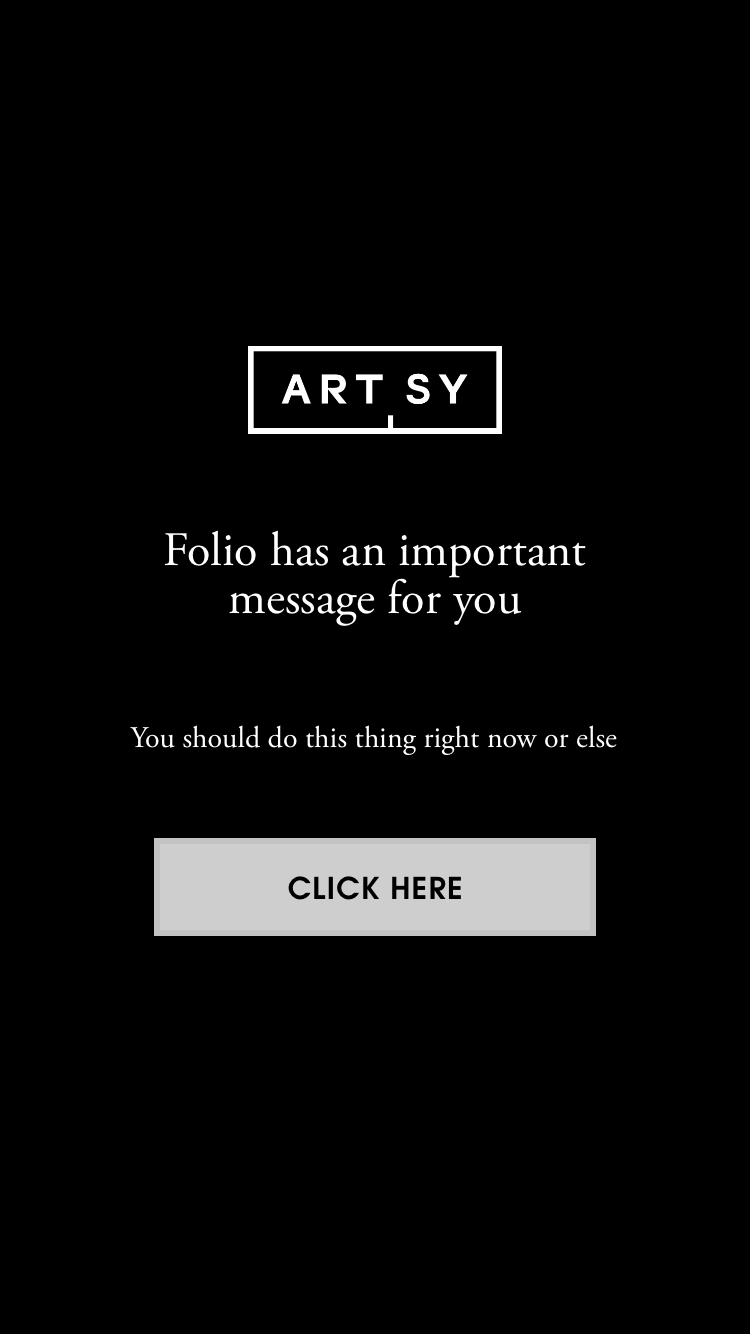 ARTSY
Folio has an important
message for you
You should do this thing right now or else
CLICK HERE